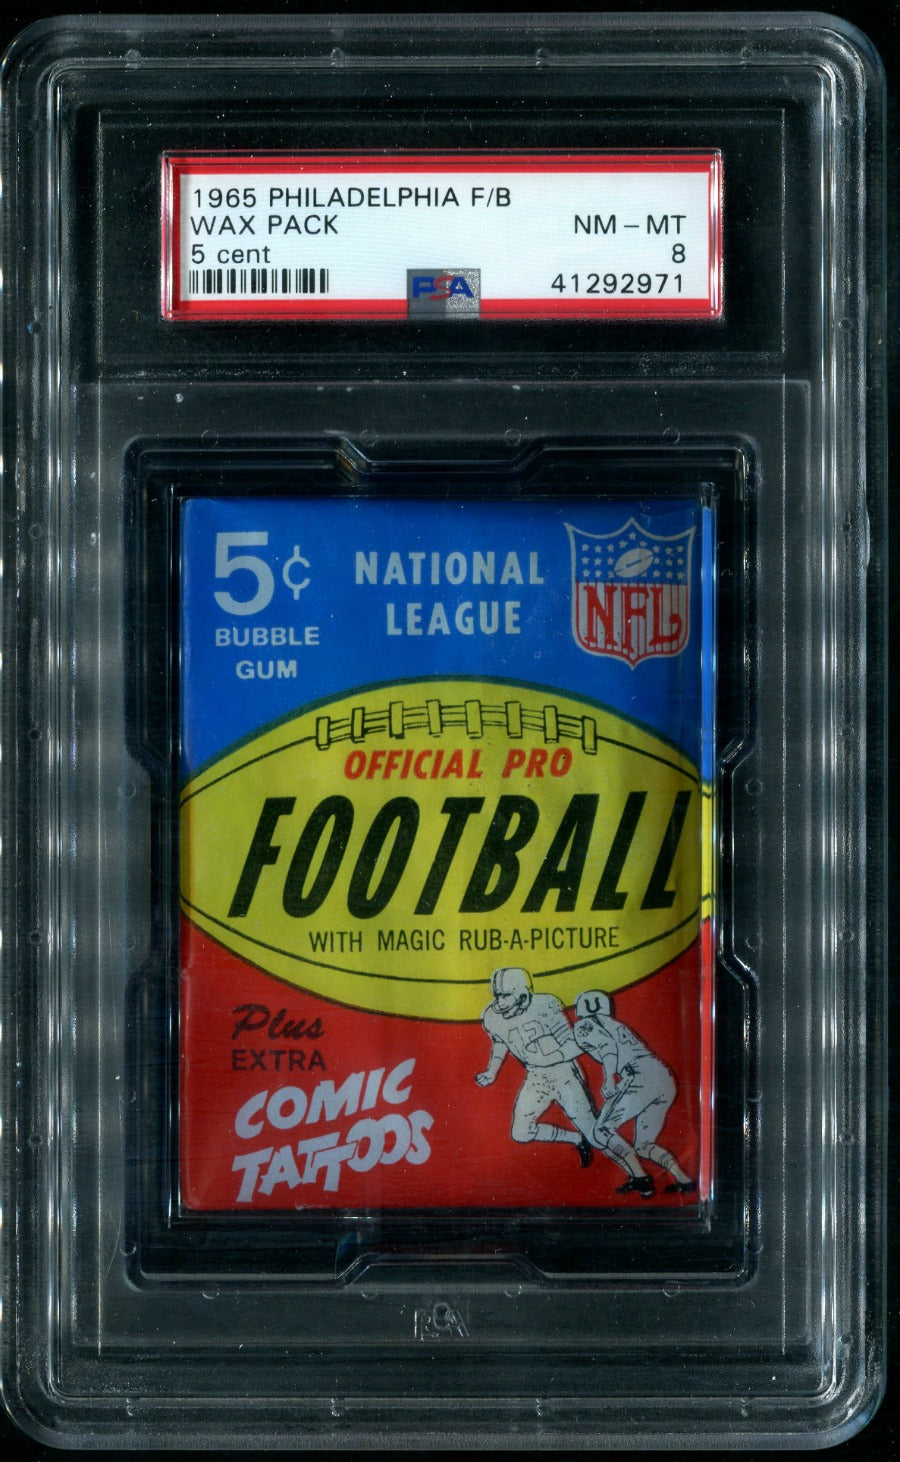 1965 PHILADELPHIA F/B
WAX PACK NM - MT
5 cent 8
PSA 41292971
5¢
BUBBLE
GUM
NATIONAL
LEAGUE
NFL
OFFICIAL PRO
FOOTBALL
WITH MAGIC RUB-A-PICTURE
Plus
EXTRA
COMIC
TATTOOS
U
PSA